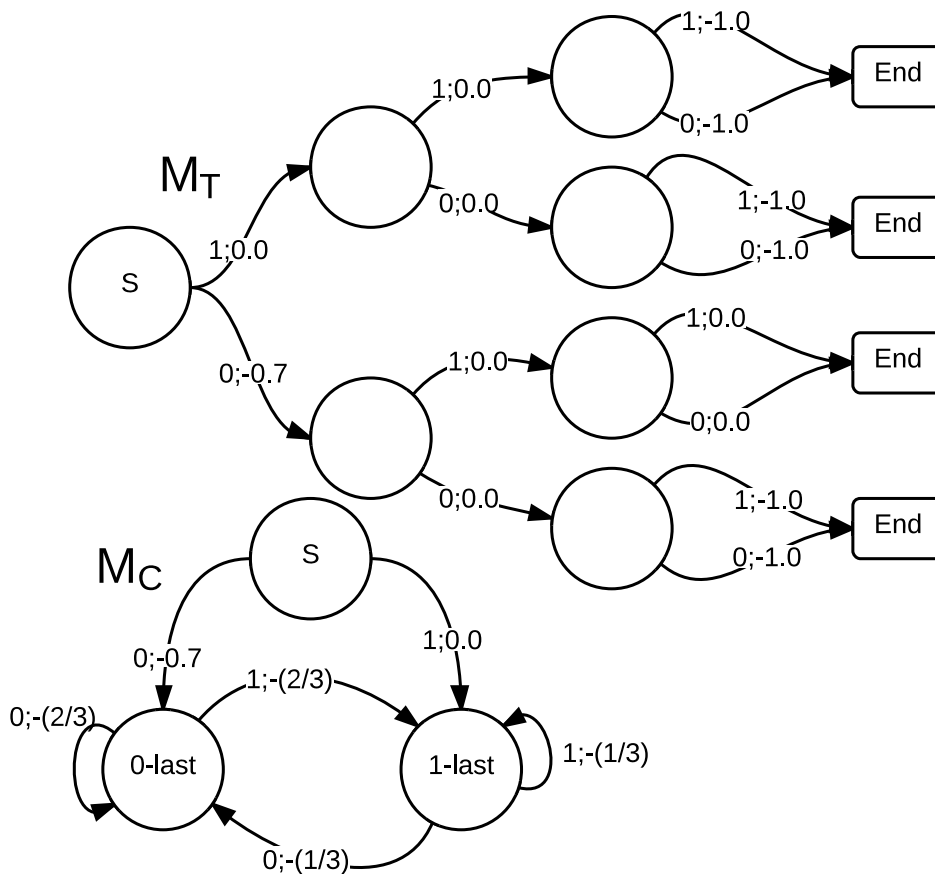 1;-1.0
End
1;0.0
0;-1.0
M_T
0;0.0
1;-1.0
End
0;-1.0
S
1;0.0
0;-0.7
1;0.0
1;0.0
End
0;0.0
0;0.0
1;-1.0
End
0;-1.0
M_C
S
0;-0.7
1;0.0
0;-(2/3)
1;-(2/3)
0-last
1-last
1;-(1/3)
0;-(1/3)